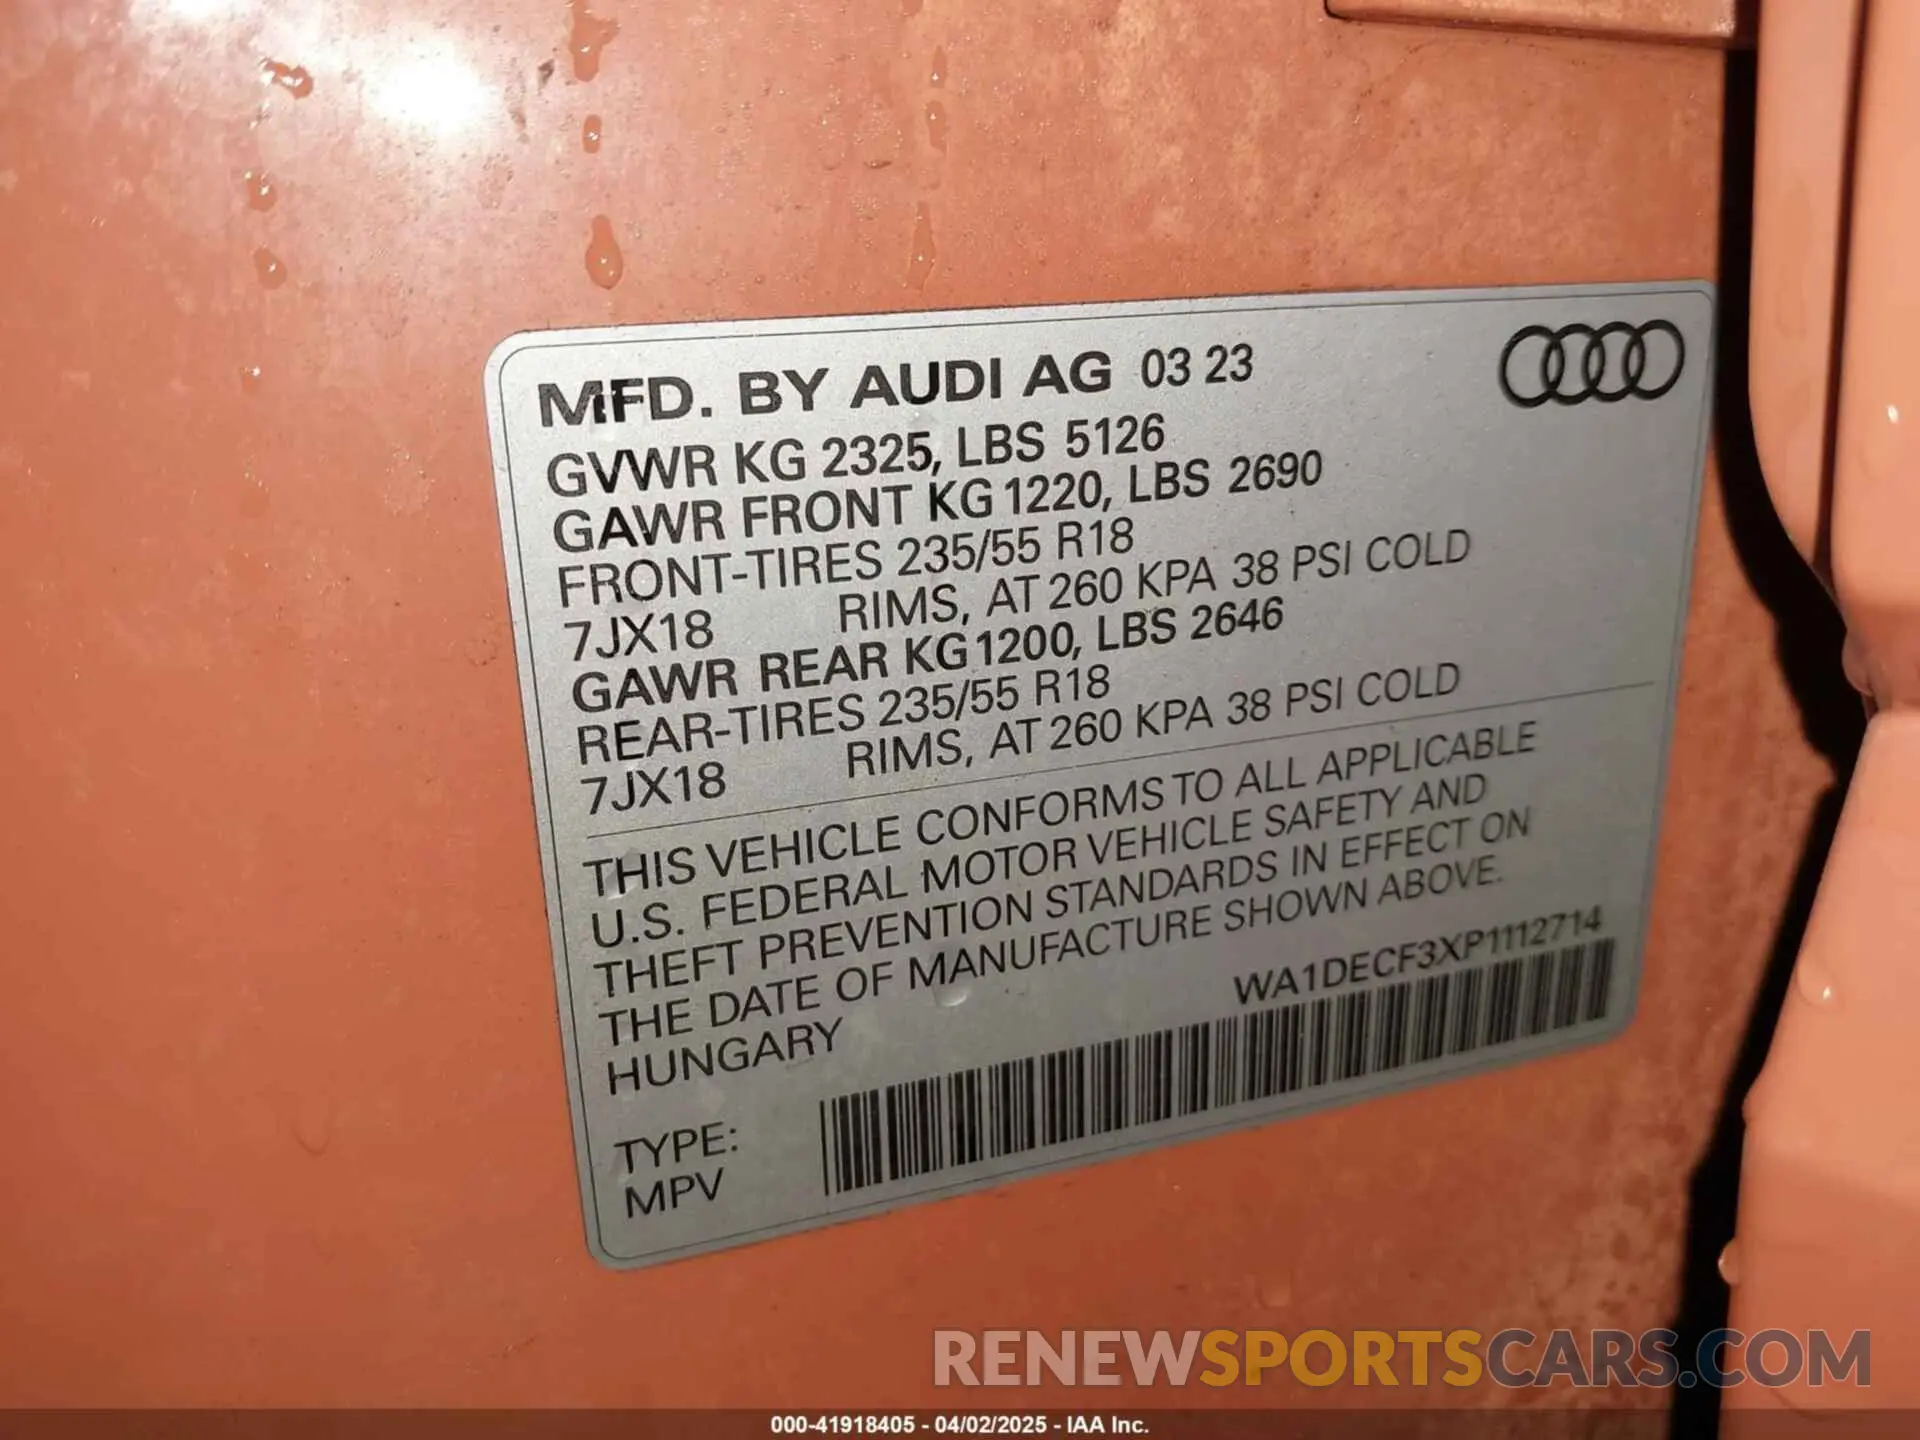 MFD. BY AUDI AG 03 23
GVWR KG 2325, LBS 5126
GAWR FRONT KG 1220, LBS 2690
FRONT-TIRES 235/55 R18
7JX18 RIMS, AT 260 KPA 38 PSI COLD
GAWR REAR KG 1200, LBS 2646
REAR-TIRES 235/55 R18
7JX18 RIMS, AT 260 KPA 38 PSI COLD
THIS VEHICLE CONFORMS TO ALL APPLICABLE
U.S. FEDERAL MOTOR VEHICLE SAFETY AND
THEFT PREVENTION STANDARDS IN EFFECT ON
THE DATE OF MANUFACTURE SHOWN ABOVE.
HUNGARY WA1DECF3XP1112714
TYPE:
MPV
RENEWSPORTSCARS.COM
000-41918405 - 04/02/2025 - IAA Inc.